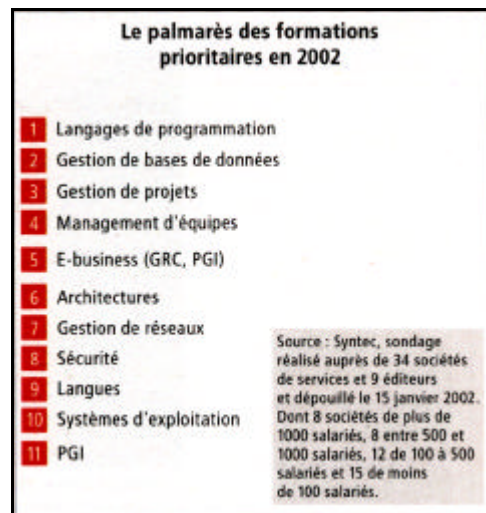 Le palmarès des formations
prioritaires en 2002
1 Langages de programmation
2 Gestion de bases de données
3 Gestion de projets
4 Management d'équipes
5 E-business (GRC, PGI)
6 Architectures
7 Gestion de réseaux
8 Sécurité
9 Langues
10 Systèmes d'exploitation
11 PGI
Source : Syntec, sondage
réalisé auprès de 34 sociétés
de services et 9 éditeurs
et dépouillé le 15 janvier 2002.
Dont 8 sociétés de plus de
1000 salariés, 8 entre 500 et
1000 salariés, 12 de 100 à 500
salariés et 15 de moins
de 100 salariés.